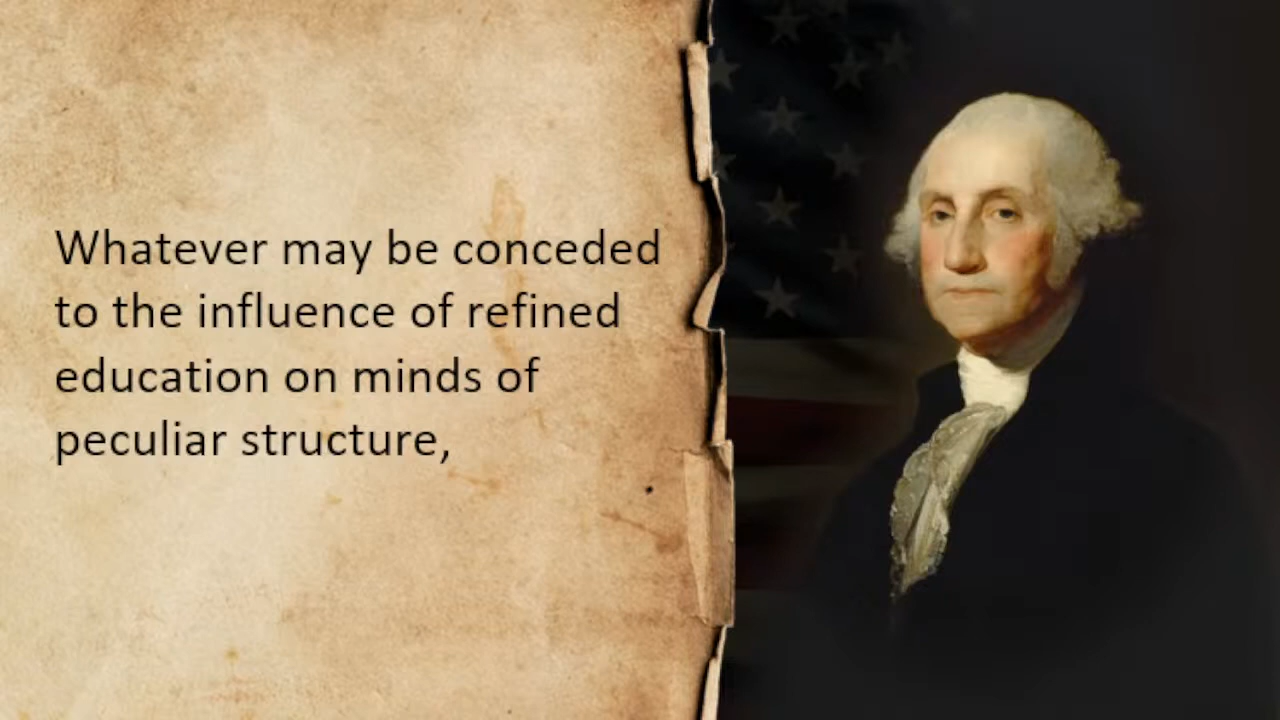 Whatever may be conceded
to the influence of refined
education on minds of
peculiar structure,